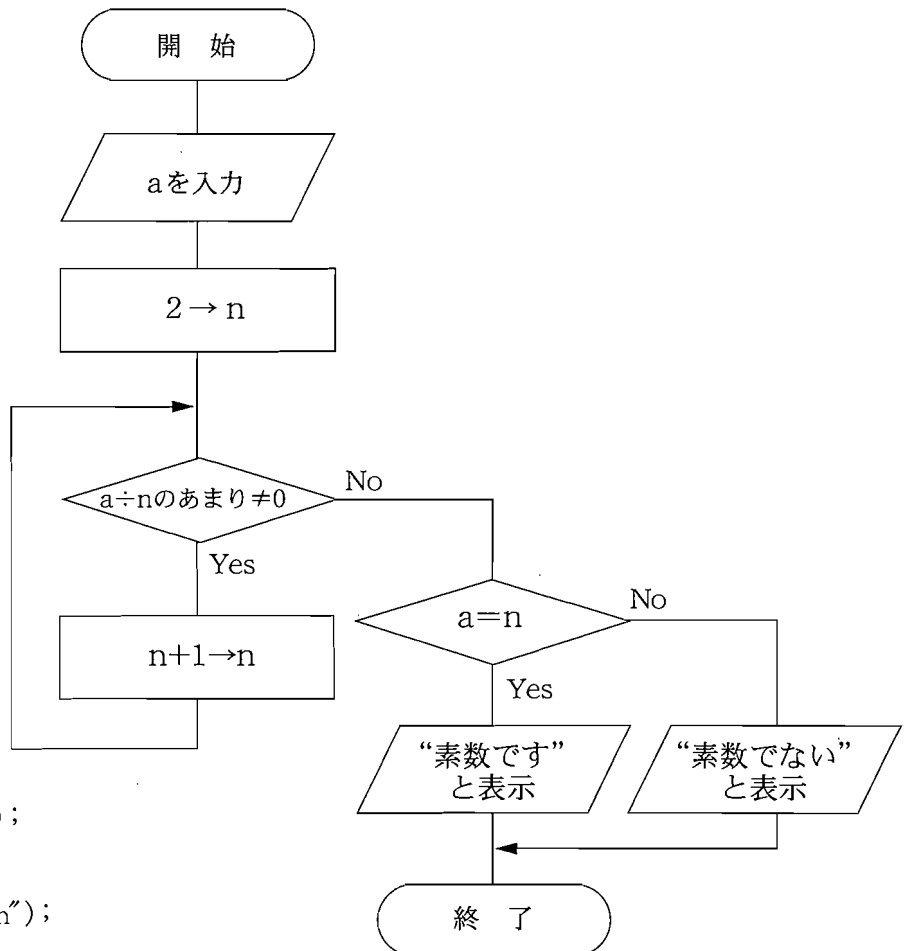 開 始
aを入力
2→n
a÷nのあまり≠0
No
Yes
n+1→n
a=n
No
Yes
“素数です”
と表示
“素数でない”
と表示
終 了
;
n");